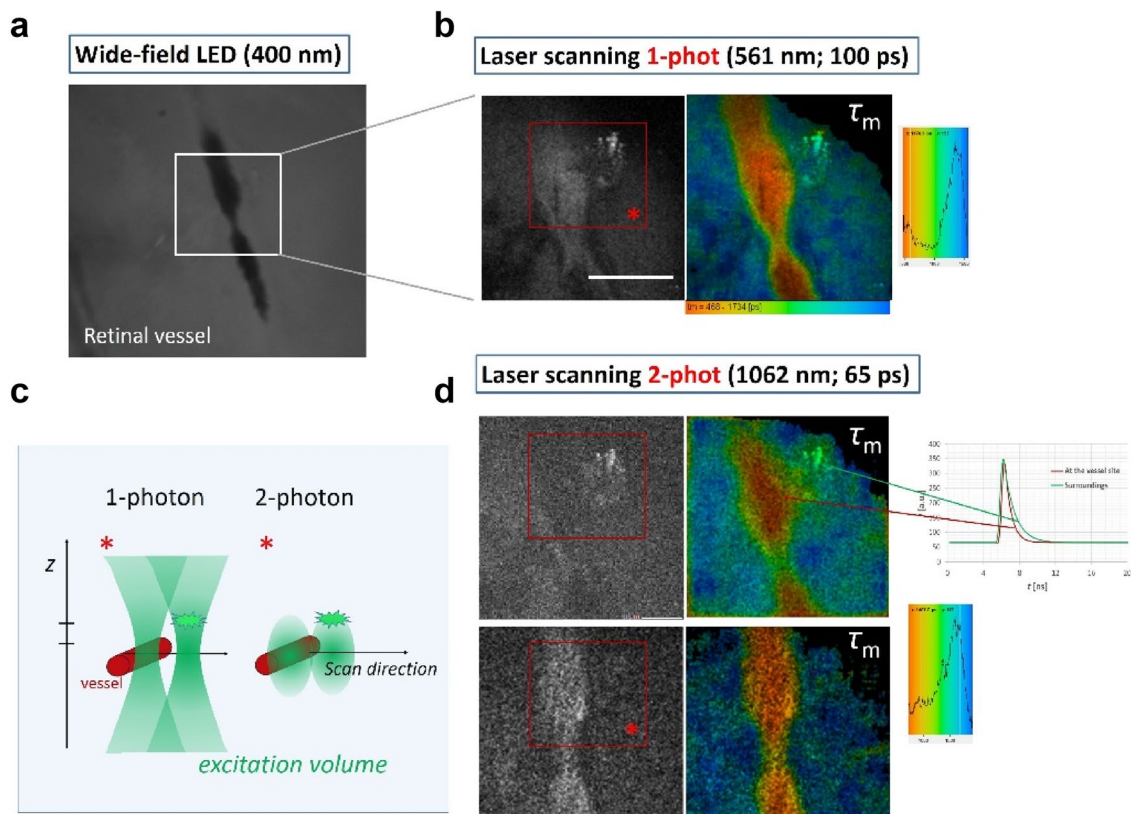 a
Wide-field LED (400 nm)
Retinal vessel
b
Laser scanning 1-phot (561 nm; 100 ps)
*
τm
tm = 468 - 1734 [ps]
c
1-photon
2-photon
*
*
z
vessel
Scan direction
excitation volume
d
Laser scanning 2-phot (1062 nm; 65 ps)
τm
400
350
300
250
200
150
100
50
0
[a.u.]
At the vessel site
Surroundings
0
4
8
12
16
20
t [ns]
*
τm